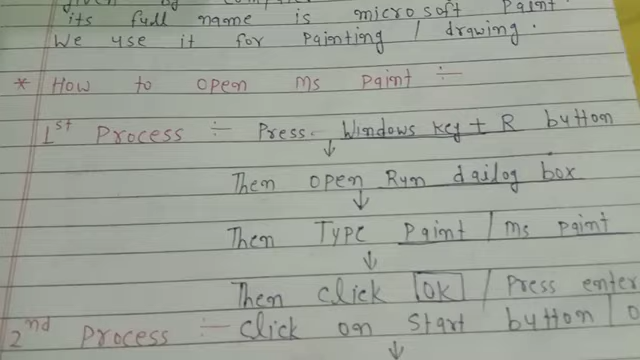 its full name is microsoft Paint.
We use it for Painting / drawing.
* How to open ms paint ÷
1st Process ÷ Press Windows key + R button
↓
Then open Run dailog box
↓
Then Type Paint / ms paint
↓
Then click OK / Press enter
2nd Process ÷ click on start button / o
↓